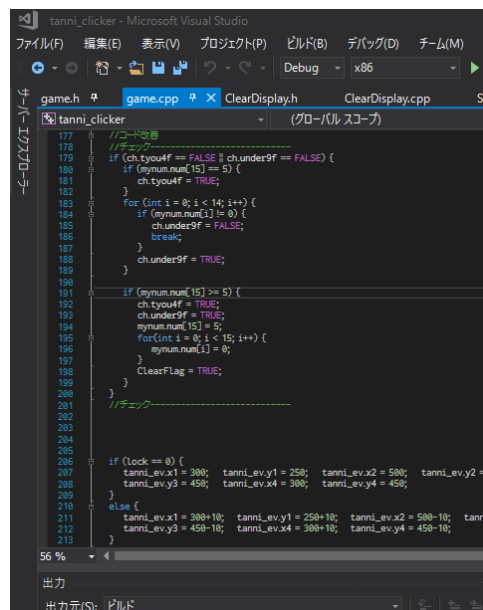 tanni_clicker - Microsoft Visual Studio
ファイル(F) 編集(E) 表示(V) プロジェクト(P) ビルド(B) デバッグ(D) チーム(M)
Debug x86
サーバー エクスプローラー
game.h game.cpp ClearDisplay.h ClearDisplay.cpp S
tanni_clicker (グローバル スコープ)
177 //コード改善
178 //チェック----------------------------
179 if (ch.tyou4f == FALSE || ch.under9f == FALSE) {
180 if (mynum.num[15] == 5) {
181 ch.tyou4f = TRUE;
182 }
183 for (int i = 0; i < 14; i++) {
184 if (mynum.num[i] != 0) {
185 ch.under9f = FALSE;
186 break;
187 }
188 ch.under9f = TRUE;
189 }
190
191 if (mynum.num[15] >= 5) {
192 ch.tyou4f = TRUE;
193 ch.under9f = TRUE;
194 mynum.num[15] = 5;
195 for(int i = 0; i < 15; i++) {
196 mynum.num[i] = 0;
197 }
198 ClearFlag = TRUE;
199 }
200 }
201 //チェック----------------------------
202
203
204
205
206 if (lock == 0) {
207 tanni_ev.x1 = 300; tanni_ev.y1 = 250; tanni_ev.x2 = 500; tanni_ev.y2 =
208 tanni_ev.y3 = 450; tanni_ev.x4 = 300; tanni_ev.y4 = 450;
209 }
210 else {
211 tanni_ev.x1 = 300+10; tanni_ev.y1 = 250+10; tanni_ev.x2 = 500-10; tan
212 tanni_ev.y3 = 450-10; tanni_ev.x4 = 300+10; tanni_ev.y4 = 450-10;
213 }
56 %
出力
出力元(S): ビルド